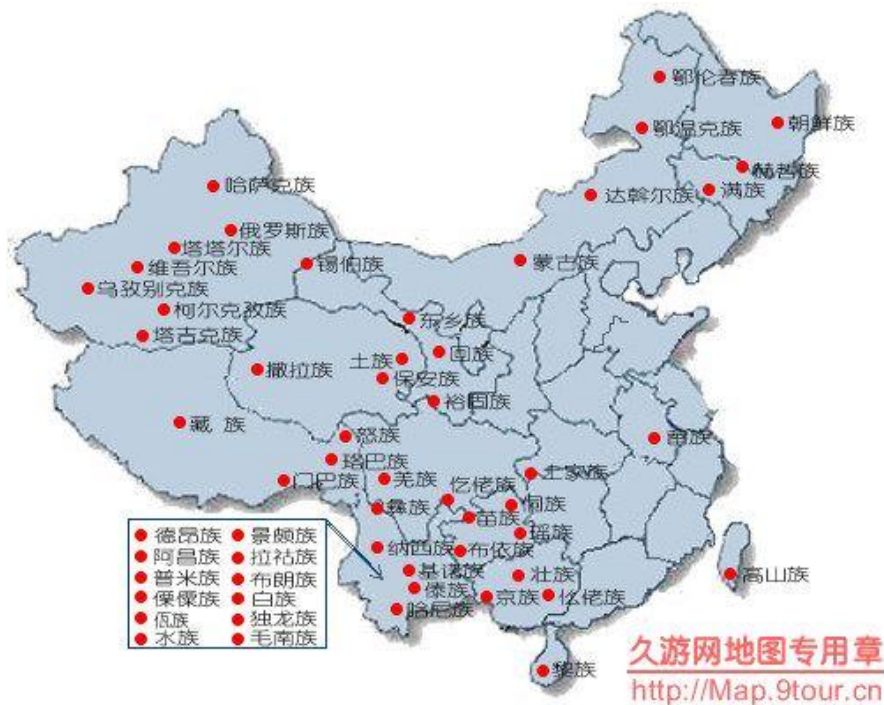 鄂伦春族
鄂温克族
朝鲜族
赫哲族
满族
达斡尔族
哈萨克族
俄罗斯族
塔塔尔族
维吾尔族
锡伯族
蒙古族
乌孜别克族
柯尔克孜族
塔吉克族
东乡族
回族
土族
保安族
撒拉族
裕固族
藏 族
怒族
苗族
珞巴族
门巴族
羌族
仡佬族
土家族
彝族
苗族
侗族
瑶族
纳西族
布依族
基诺族
壮族
傣族
京族
仫佬族
哈尼族
高山族
黎族
德昂族 景颇族
阿昌族 拉祜族
普米族 布朗族
傈僳族 白族
佤族 独龙族
水族 毛南族
久游网地图专用章
http://Map.9tour.cn